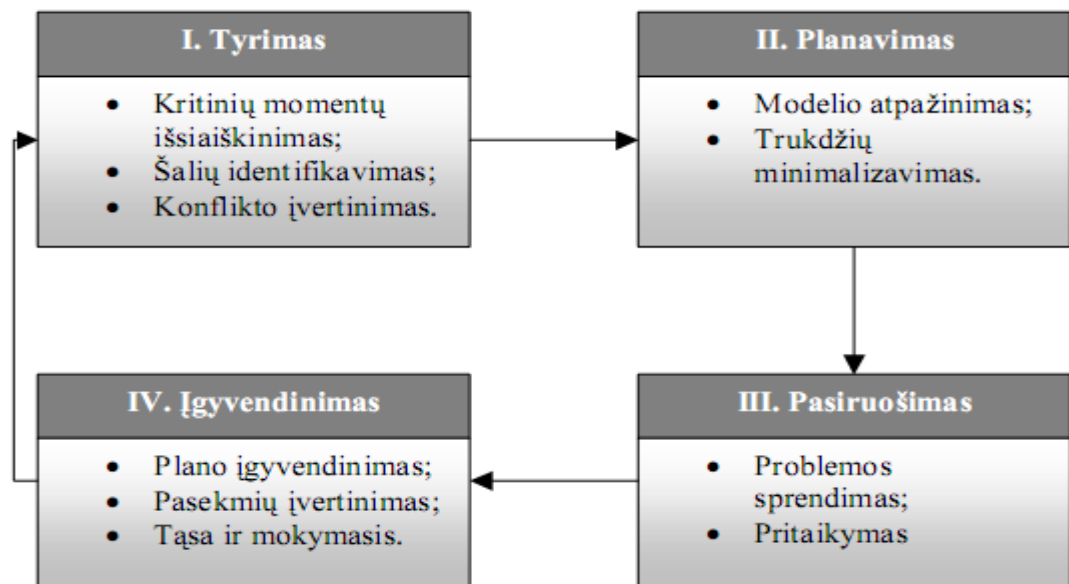 I. Tyrimas
Kritinių momentų
išsiaiškinimas;
Šalių identifikavimas;
Konflikto įvertinimas.
II. Planavimas
Modelio atpažinimas;
Trukdžių
minimalizavimas.
III. Pasiruošimas
Problemos
sprendimas;
Pritaikymas
IV. Įgyvendinimas
Plano įgyvendinimas;
Pasekmių įvertinimas;
Tąsa ir mokymasis.